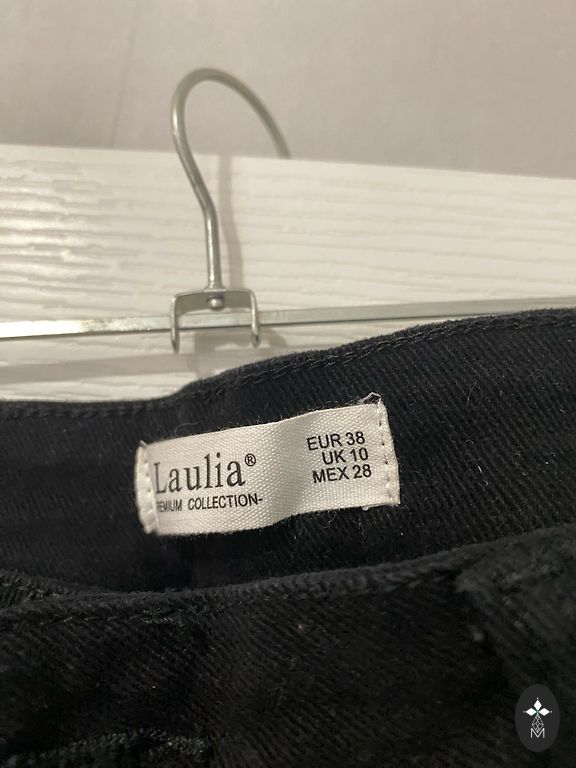 Laulia®
PREMIUM COLLECTION-
EUR 38
UK 10
MEX 28
M